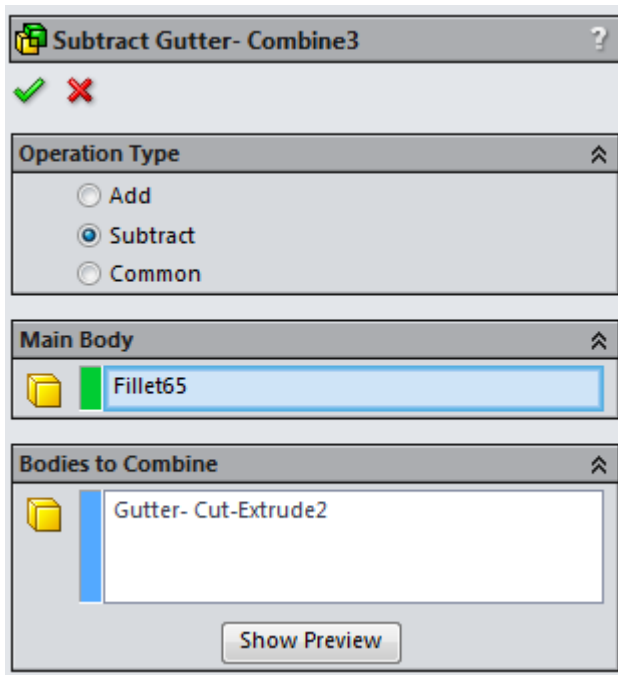 Subtract Gutter- Combine3
?
Operation Type
Add
Subtract
Common
Main Body
Fillet65
Bodies to Combine
Gutter- Cut-Extrude2
Show Preview